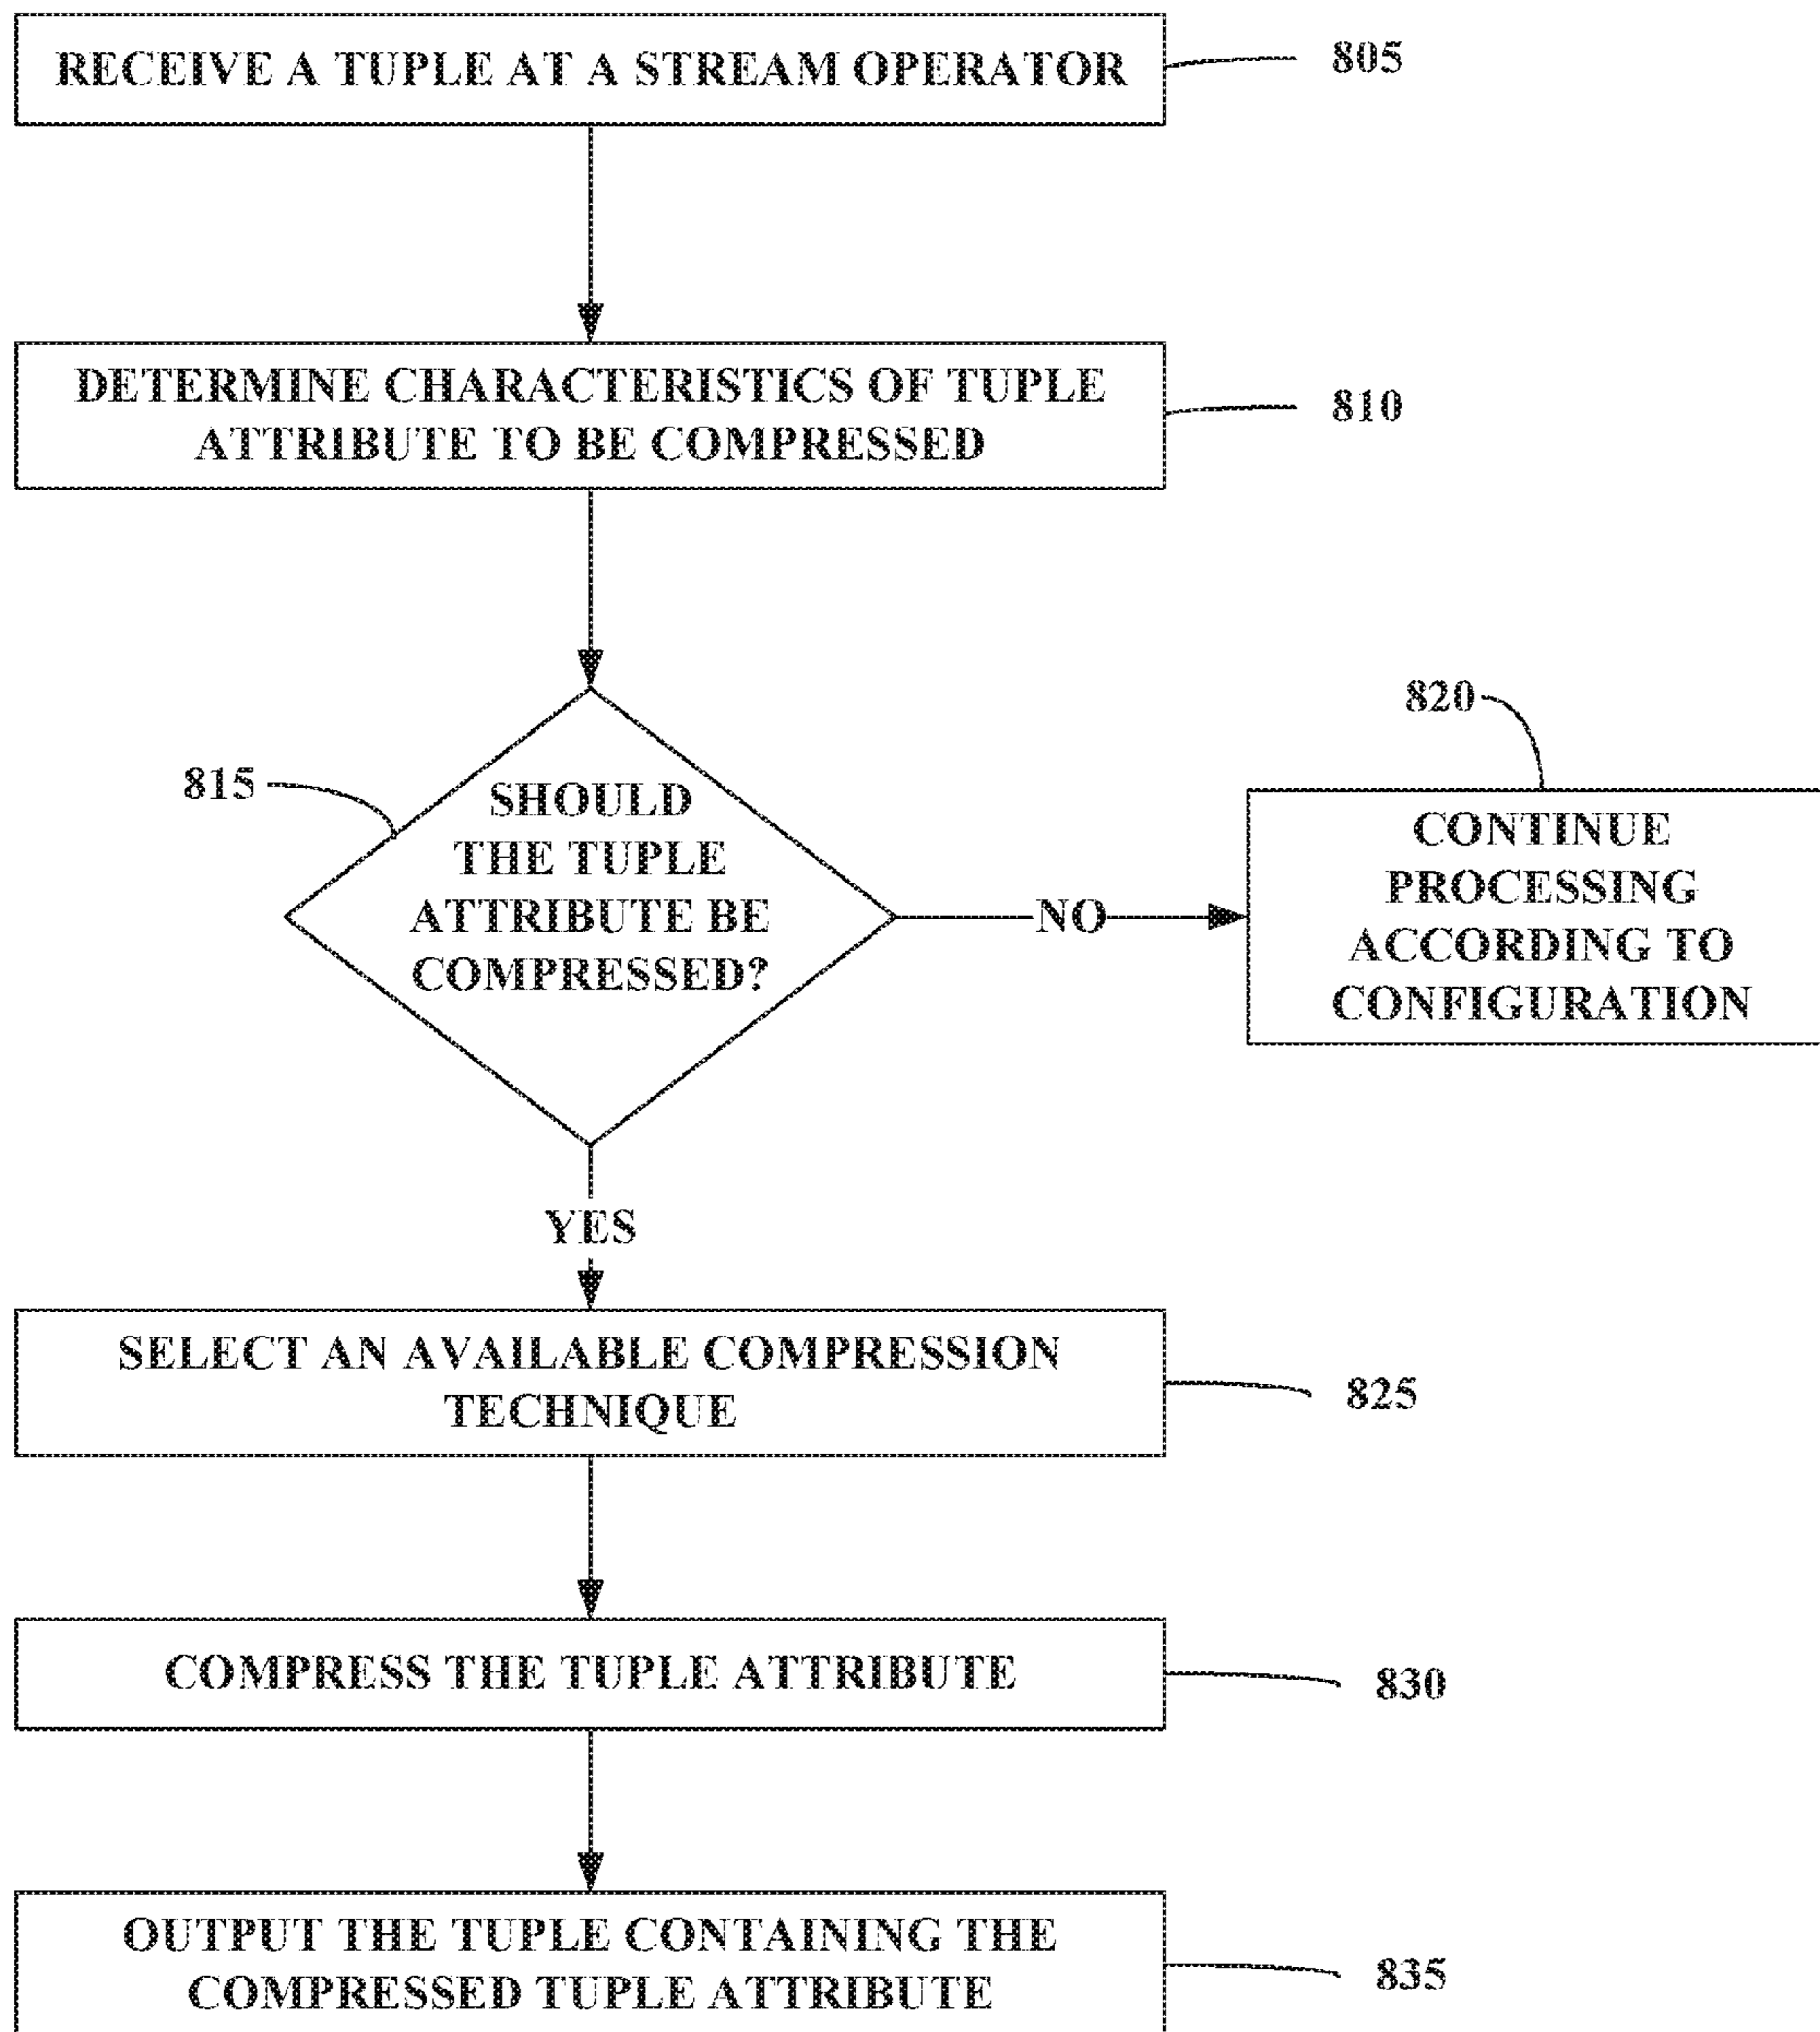 RECEIVE A TUPLE AT A STREAM OPERATOR
805
DETERMINE CHARACTERISTICS OF TUPLE
ATTRIBUTE TO BE COMPRESSED
810
815
SHOULD
THE TUPLE
ATTRIBUTE BE
COMPRESSED?
NO
820
CONTINUE
PROCESSING
ACCORDING TO
CONFIGURATION
YES
SELECT AN AVAILABLE COMPRESSION
TECHNIQUE
825
COMPRESS THE TUPLE ATTRIBUTE
830
OUTPUT THE TUPLE CONTAINING THE
COMPRESSED TUPLE ATTRIBUTE
835